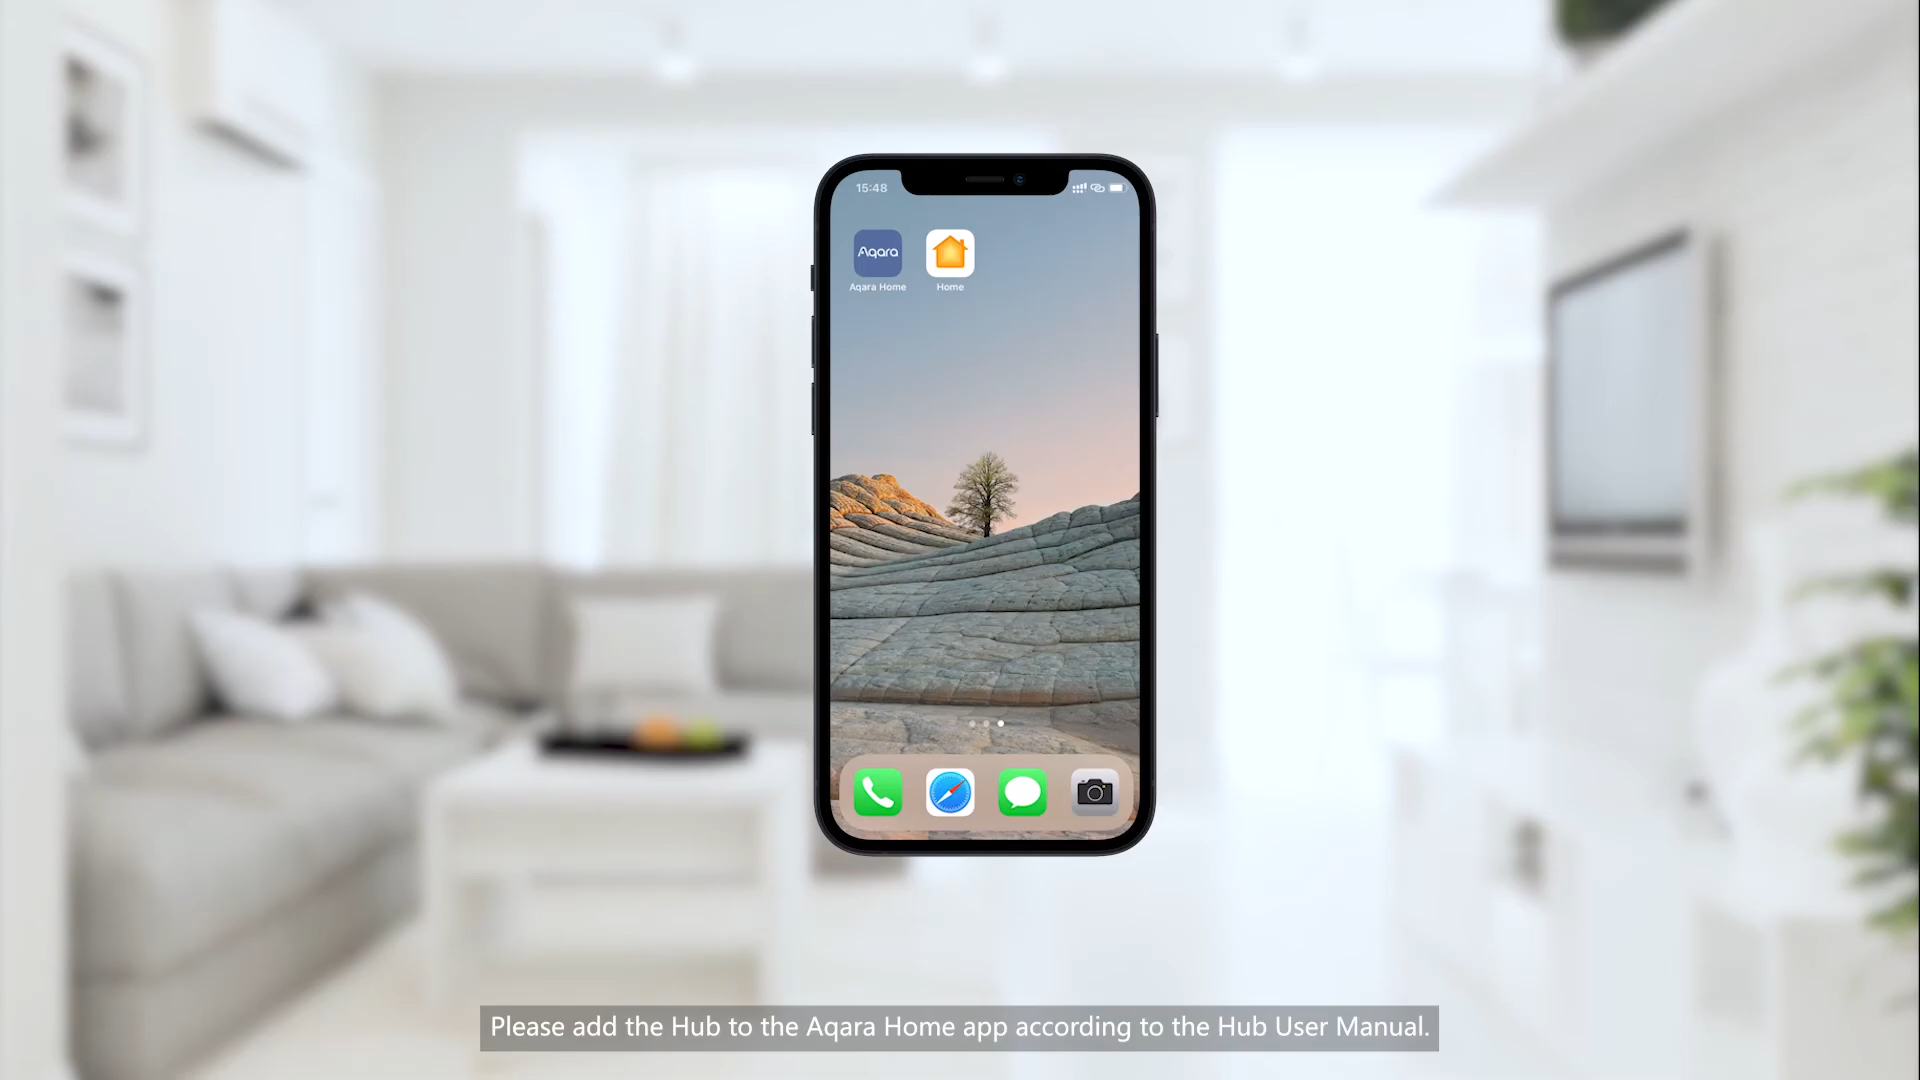 15:48
Aqara
Aqara Home
Home
Please add the Hub to the Aqara Home app according to the Hub User Manual.